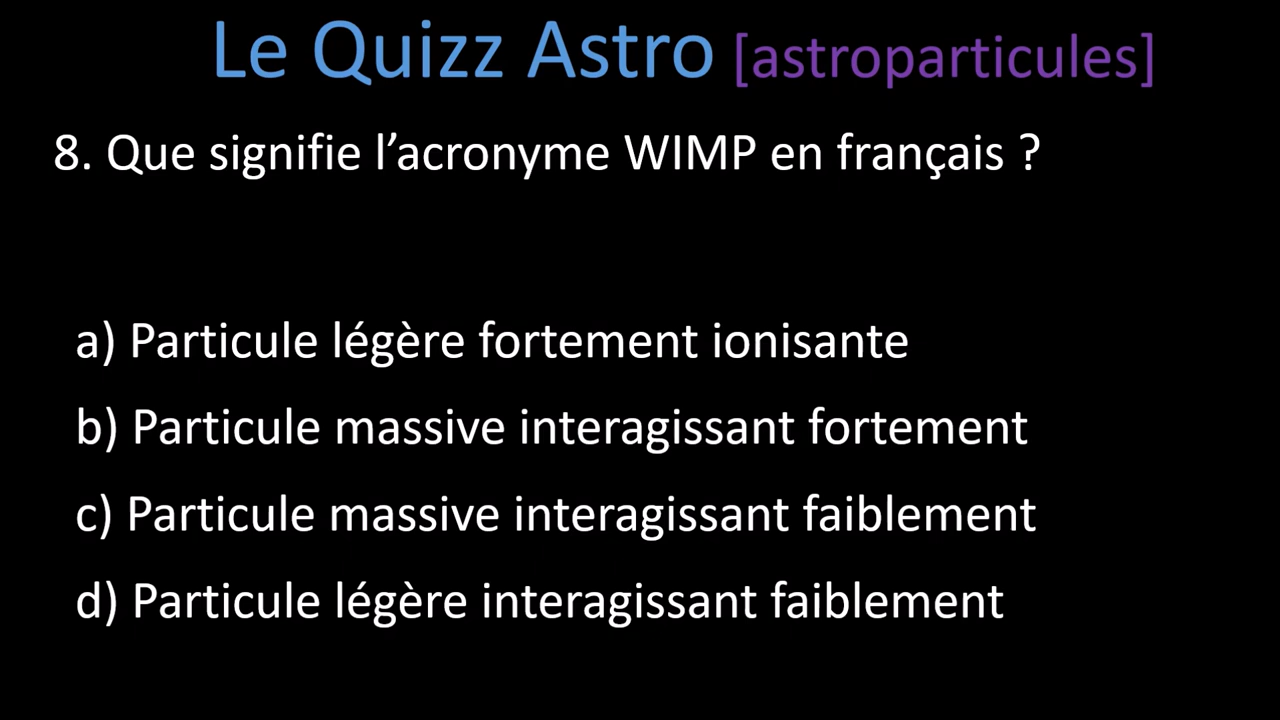 Le Quizz Astro [astroparticules]
8. Que signifie l’acronyme WIMP en français ?
a) Particule légère fortement ionisante
b) Particule massive interagissant fortement
c) Particule massive interagissant faiblement
d) Particule légère interagissant faiblement